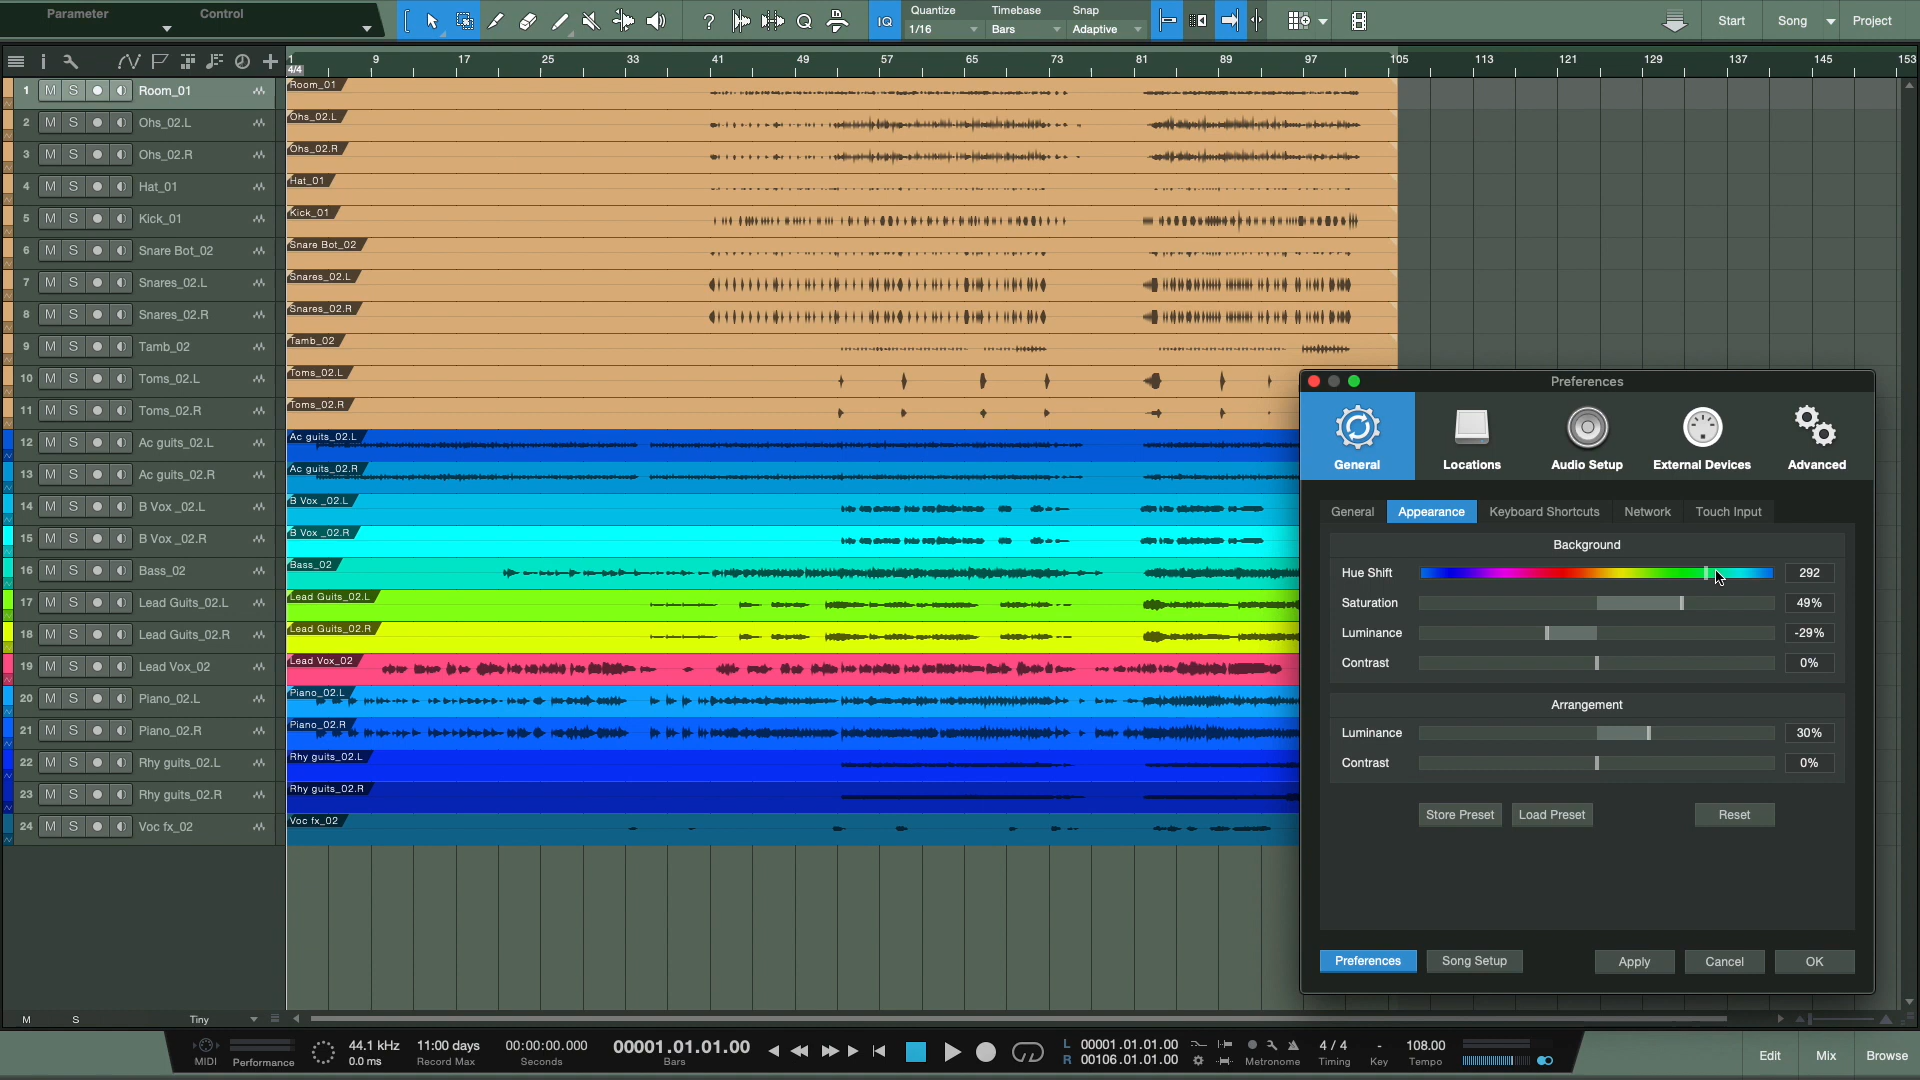 Parameter Control
Quantize Timebase Snap
IQ 1/16 Bars Adaptive
Start Song Project
1 9 17 25 33 41 49 57 65 73 81 89 97 105 113 121 129 137 145 153
4/4
1 M S Room_01 Room_01
2 M S Ohs_02.L Ohs_02.L
3 M S Ohs_02.R Ohs_02.R
4 M S Hat_01 Hat_01
5 M S Kick_01 Kick_01
6 M S Snare Bot_02 Snare Bot_02
7 M S Snares_02.L Snares_02.L
8 M S Snares_02.R Snares_02.R
9 M S Tamb_02 Tamb_02
10 M S Toms_02.L Toms_02.L
11 M S Toms_02.R Toms_02.R
12 M S Ac guits_02.L Ac guits_02.L
13 M S Ac guits_02.R Ac guits_02.R
14 M S B Vox _02.L B Vox _02.L
15 M S B Vox _02.R B Vox _02.R
16 M S Bass_02 Bass_02
17 M S Lead Guits_02.L Lead Guits_02.L
18 M S Lead Guits_02.R Lead Guits_02.R
19 M S Lead Vox_02 Lead Vox_02
20 M S Piano_02.L Piano_02.L
21 M S Piano_02.R Piano_02.R
22 M S Rhy guits_02.L Rhy guits_02.L
23 M S Rhy guits_02.R Rhy guits_02.R
24 M S Voc fx_02 Voc fx_02
Preferences
General Locations Audio Setup External Devices Advanced
General Appearance Keyboard Shortcuts Network Touch Input
Background
Hue Shift 292
Saturation 49%
Luminance -29%
Contrast 0%
Arrangement
Luminance 30%
Contrast 0%
Store Preset Load Preset Reset
Preferences Song Setup Apply Cancel OK
M S Tiny
44.1 kHz 11:00 days 00:00:00.000 00001.01.01.00 L 00001.01.01.00 4 / 4 - 108.00
MIDI Performance 0.0 ms Record Max Seconds Bars R 00106.01.01.00 Metronome Timing Key Tempo
Edit Mix Browse